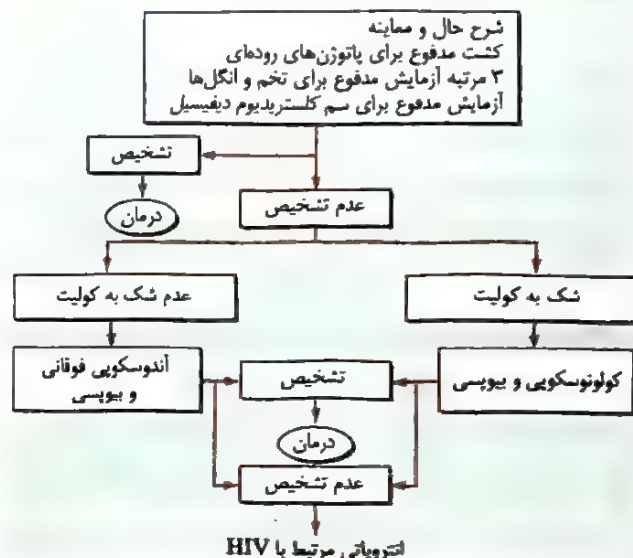 شرح حال و معاینه
کشت مدفوع برای پاتوژن‌های روده‌ای
۳ مرتبه آزمایش مدفوع برای تخم و انگل‌ها
آزمایش مدفوع برای سم کلستریدیوم دیفیسیل
تشخیص
درمان
عدم تشخیص
شک به کولیت
عدم شک به کولیت
کولونوسکوپی و بیوپسی
تشخیص
آندوسکوپی فوقانی
و بیوپسی
درمان
عدم تشخیص
انتروپاتی مرتبط با HIV